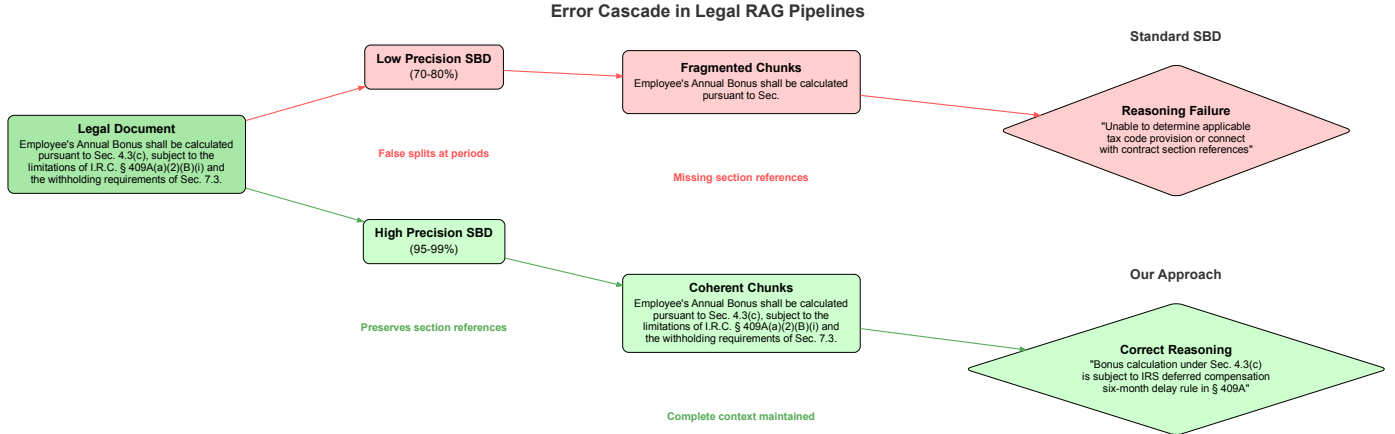 Error Cascade in Legal RAG Pipelines
Legal Document
Employee's Annual Bonus shall be calculated
pursuant to Sec. 4.3(c), subject to the
limitations of I.R.C. § 409A(a)(2)(B)(i) and
the withholding requirements of Sec. 7.3.
Low Precision SBD
(70-80%)
False splits at periods
Fragmented Chunks
Employee's Annual Bonus shall be calculated
pursuant to Sec.
Missing section references
Standard SBD
Reasoning Failure
"Unable to determine applicable
tax code provision or connect
with contract section references"
High Precision SBD
(95-99%)
Preserves section references
Coherent Chunks
Employee's Annual Bonus shall be calculated
pursuant to Sec. 4.3(c), subject to the
limitations of I.R.C. § 409A(a)(2)(B)(i) and
the withholding requirements of Sec. 7.3.
Complete context maintained
Our Approach
Correct Reasoning
"Bonus calculation under Sec. 4.3(c)
is subject to IRS deferred compensation
six-month delay rule in § 409A"